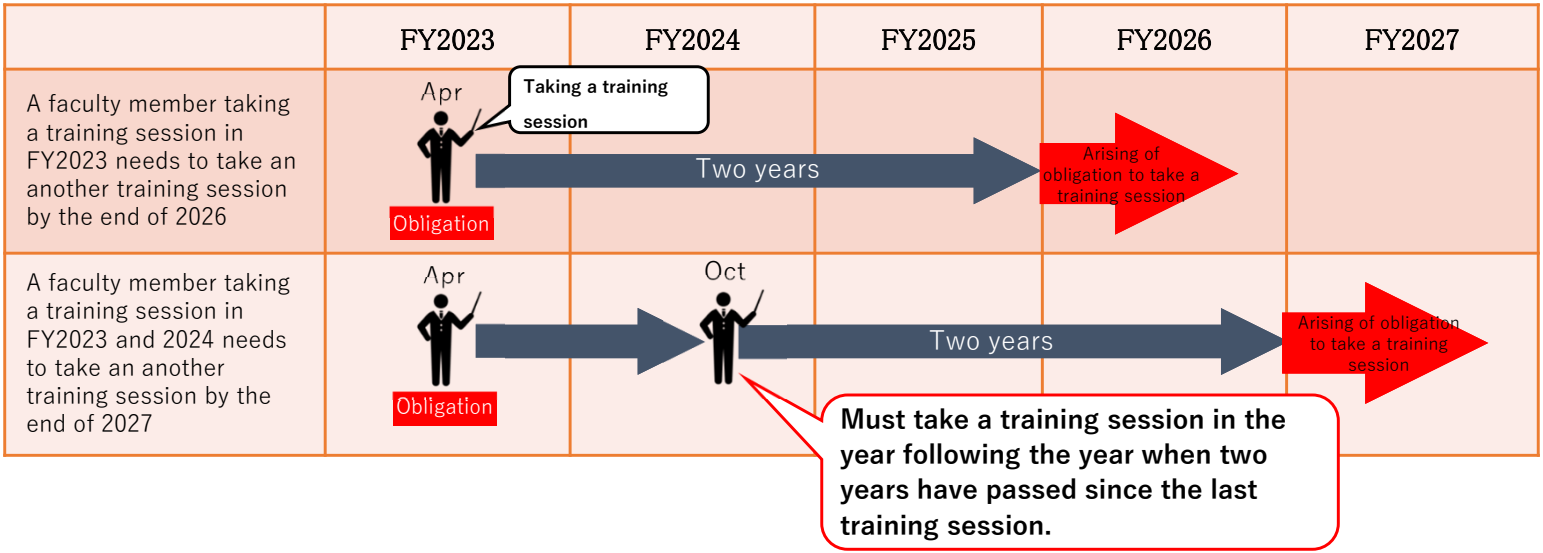 FY2023 FY2024 FY2025 FY2026 FY2027
A faculty member taking
a training session in
FY2023 needs to take an
another training session
by the end of 2026
Apr
Taking a training
session
Two years
Arising of
obligation to take a
training session
Obligation
A faculty member taking
a training session in
FY2023 and 2024 needs
to take an another
training session by the
end of 2027
Apr
Oct
Two years
Arising of obligation
to take a training
session
Obligation
Must take a training session in the
year following the year when two
years have passed since the last
training session.